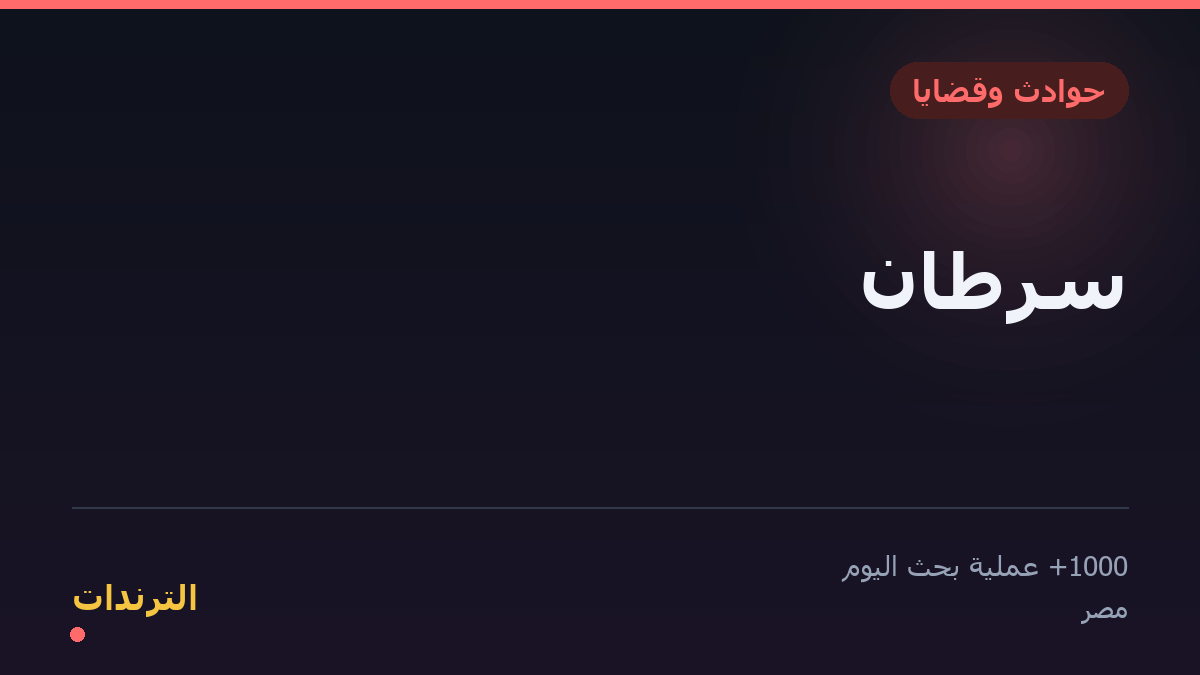 حوادث وقضايا
سرطان
1000+ عملية بحث اليوم
مصر
الترندات